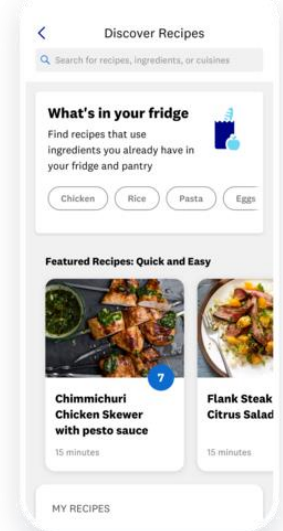 Discover Recipes
Search for recipes, ingredients, or cuisines
What's in your fridge
Find recipes that use
ingredients you already have in
your fridge and pantry
Chicken Rice Pasta Eggs
Featured Recipes: Quick and Easy
7
Chimmichuri
Chicken Skewer
with pesto sauce
15 minutes
Flank Steak
Citrus Salad
15 minutes
MY RECIPES